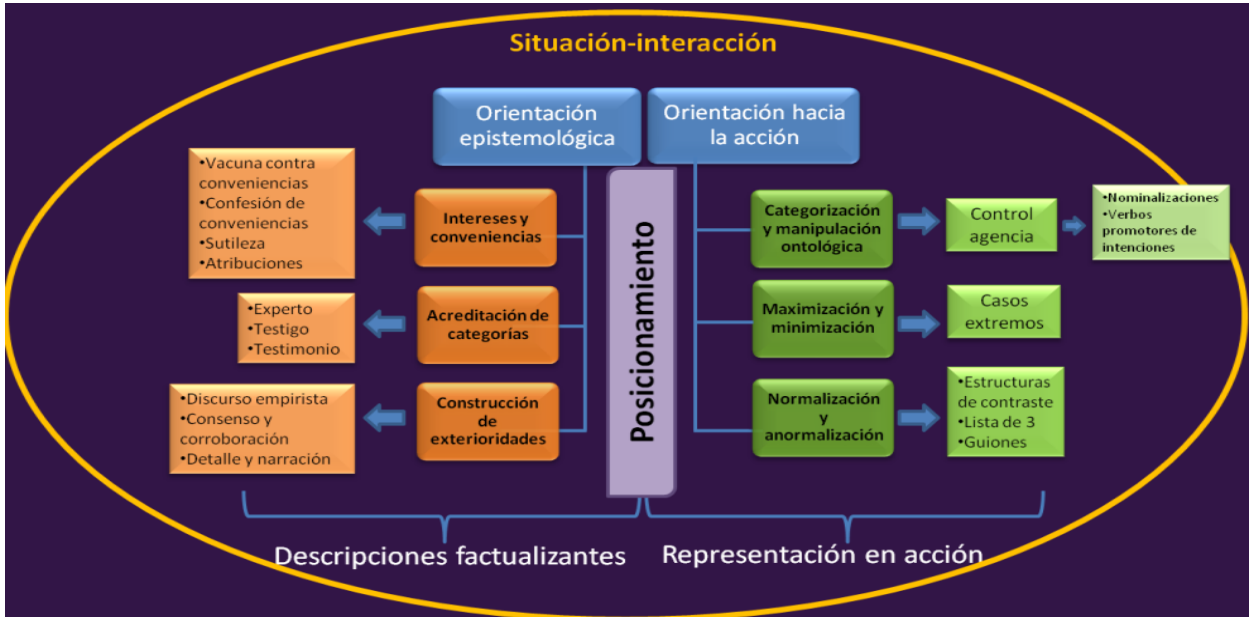 Situación-interacción
Orientación
epistemológica
Orientación hacia
la acción
•Vacuna contra
conveniencias
•Confesión de
conveniencias
•Sutileza
•Atribuciones
Intereses y
conveniencias
•Experto
•Testigo
•Testimonio
Acreditación de
categorías
•Discurso empirista
•Consenso y
corroboración
•Detalle y narración
Construcción
de
exterioridades
Posicionamiento
Categorización
y manipulación
ontológica
Control
agencia
•Nominalizaciones
•Verbos
promotores de
intenciones
Maximización y
minimización
Casos
extremos
Normalización
y
anormalización
•Estructuras
de contraste
•Lista de 3
•Guiones
Descripciones factualizantes
Representación en acción